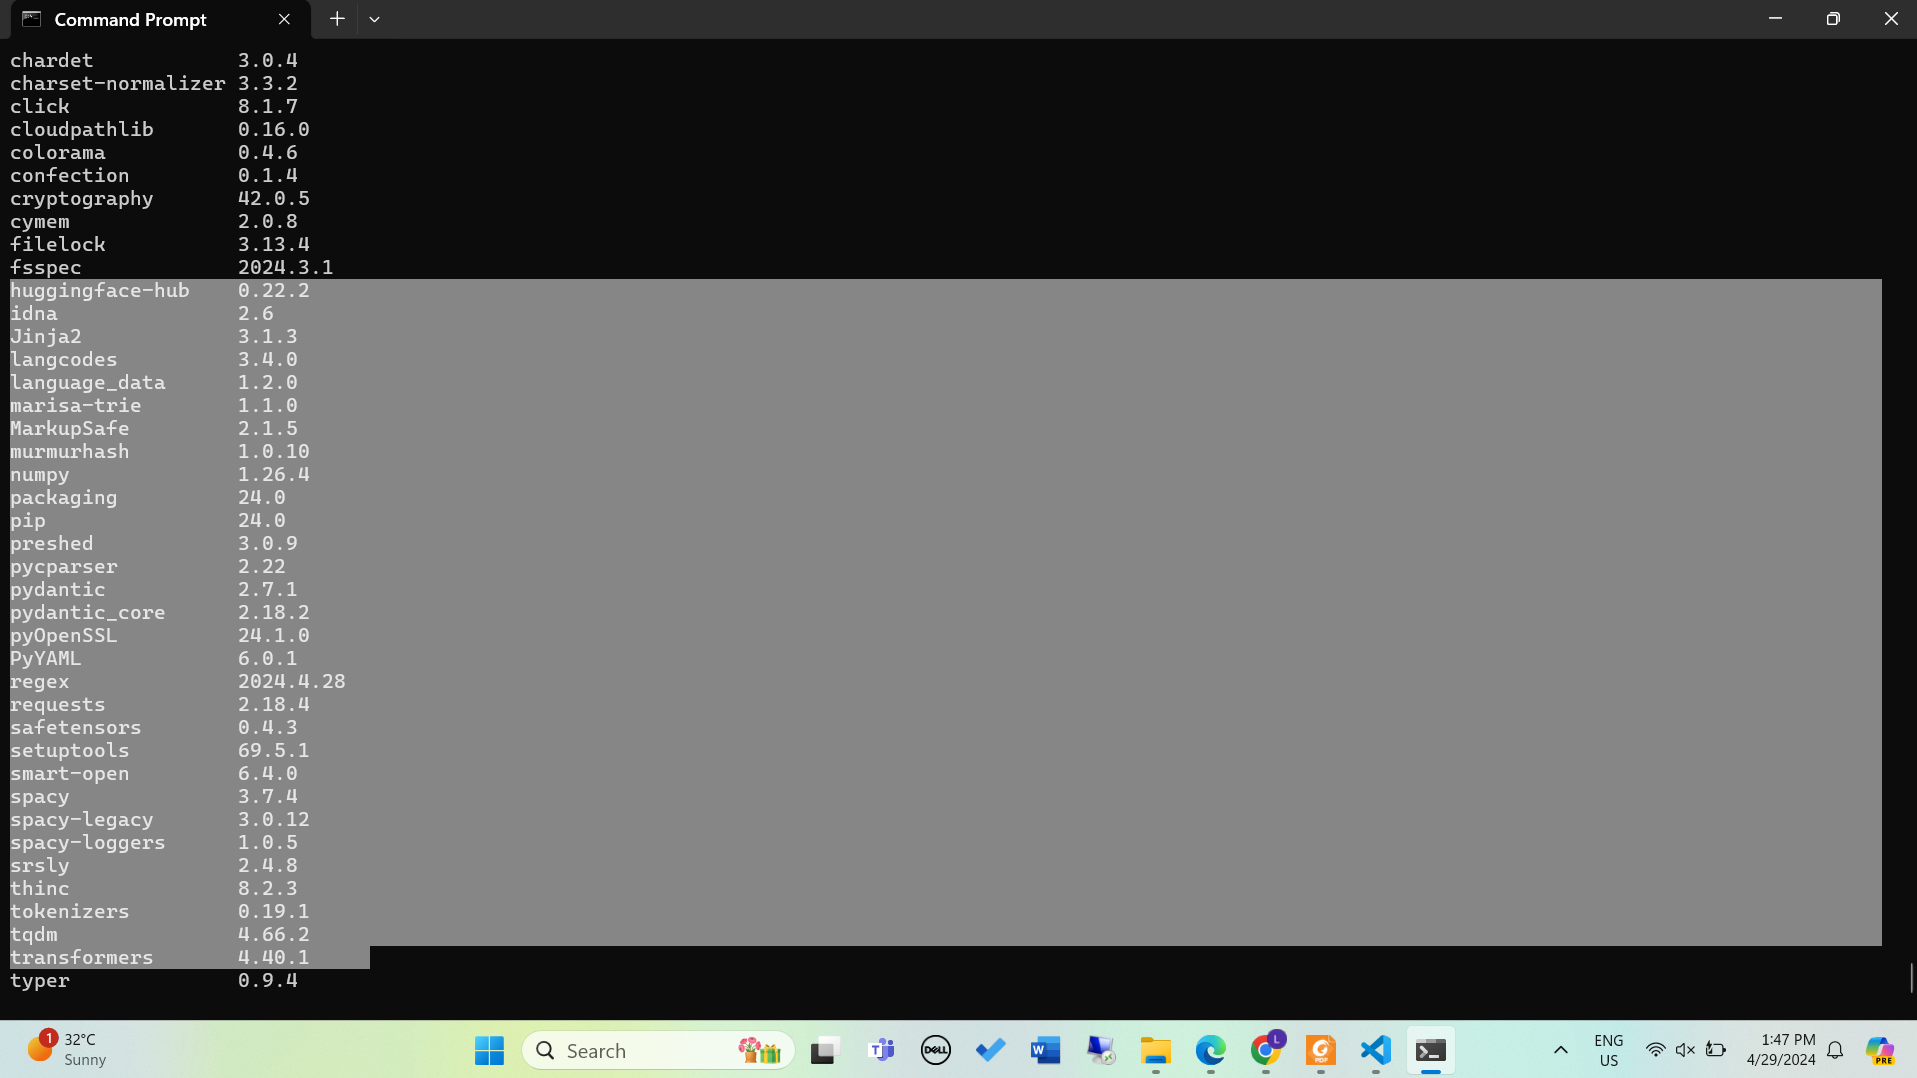 Command Prompt
chardet 3.0.4
charset-normalizer 3.3.2
click 8.1.7
cloudpathlib 0.16.0
colorama 0.4.6
confection 0.1.4
cryptography 42.0.5
cymem 2.0.8
filelock 3.13.4
fsspec 2024.3.1
huggingface-hub 0.22.2
idna 2.6
Jinja2 3.1.3
langcodes 3.4.0
language_data 1.2.0
marisa-trie 1.1.0
MarkupSafe 2.1.5
murmurhash 1.0.10
numpy 1.26.4
packaging 24.0
pip 24.0
preshed 3.0.9
pycparser 2.22
pydantic 2.7.1
pydantic_core 2.18.2
pyOpenSSL 24.1.0
PyYAML 6.0.1
regex 2024.4.28
requests 2.18.4
safetensors 0.4.3
setuptools 69.5.1
smart-open 6.4.0
spacy 3.7.4
spacy-legacy 3.0.12
spacy-loggers 1.0.5
srsly 2.4.8
thinc 8.2.3
tokenizers 0.19.1
tqdm 4.66.2
transformers 4.40.1
typer 0.9.4
1
32°C
Sunny
Search
T
DELL
W
L
PDF
ENG
US
1:47 PM
4/29/2024
PRE